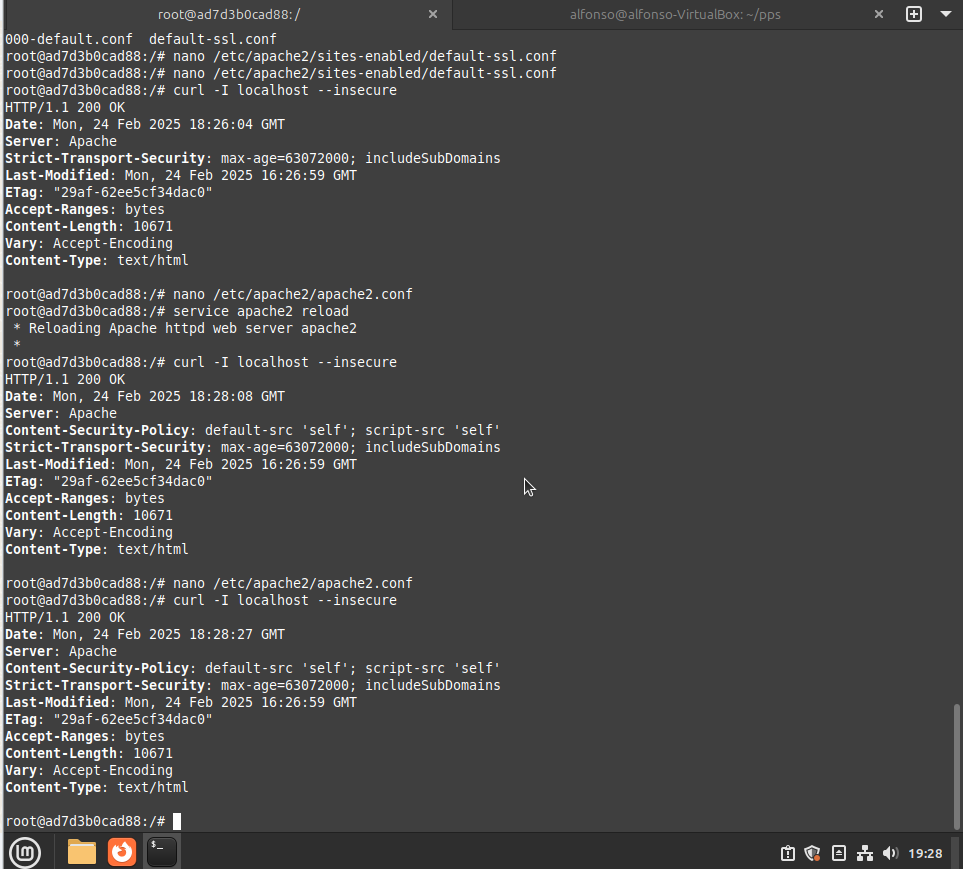 root@ad7d3b0cad88: /
alfonso@alfonso-VirtualBox: ~/pps
000-default.conf  default-ssl.conf
root@ad7d3b0cad88:/# nano /etc/apache2/sites-enabled/default-ssl.conf
root@ad7d3b0cad88:/# nano /etc/apache2/sites-enabled/default-ssl.conf
root@ad7d3b0cad88:/# curl -I localhost --insecure
HTTP/1.1 200 OK
Date: Mon, 24 Feb 2025 18:26:04 GMT
Server: Apache
Strict-Transport-Security: max-age=63072000; includeSubDomains
Last-Modified: Mon, 24 Feb 2025 16:26:59 GMT
ETag: "29af-62ee5cf34dac0"
Accept-Ranges: bytes
Content-Length: 10671
Vary: Accept-Encoding
Content-Type: text/html
root@ad7d3b0cad88:/# nano /etc/apache2/apache2.conf
root@ad7d3b0cad88:/# service apache2 reload
 * Reloading Apache httpd web server apache2
 *
root@ad7d3b0cad88:/# curl -I localhost --insecure
HTTP/1.1 200 OK
Date: Mon, 24 Feb 2025 18:28:08 GMT
Server: Apache
Content-Security-Policy: default-src 'self'; script-src 'self'
Strict-Transport-Security: max-age=63072000; includeSubDomains
Last-Modified: Mon, 24 Feb 2025 16:26:59 GMT
ETag: "29af-62ee5cf34dac0"
Accept-Ranges: bytes
Content-Length: 10671
Vary: Accept-Encoding
Content-Type: text/html
root@ad7d3b0cad88:/# nano /etc/apache2/apache2.conf
root@ad7d3b0cad88:/# curl -I localhost --insecure
HTTP/1.1 200 OK
Date: Mon, 24 Feb 2025 18:28:27 GMT
Server: Apache
Content-Security-Policy: default-src 'self'; script-src 'self'
Strict-Transport-Security: max-age=63072000; includeSubDomains
Last-Modified: Mon, 24 Feb 2025 16:26:59 GMT
ETag: "29af-62ee5cf34dac0"
Accept-Ranges: bytes
Content-Length: 10671
Vary: Accept-Encoding
Content-Type: text/html
root@ad7d3b0cad88:/#
19:28